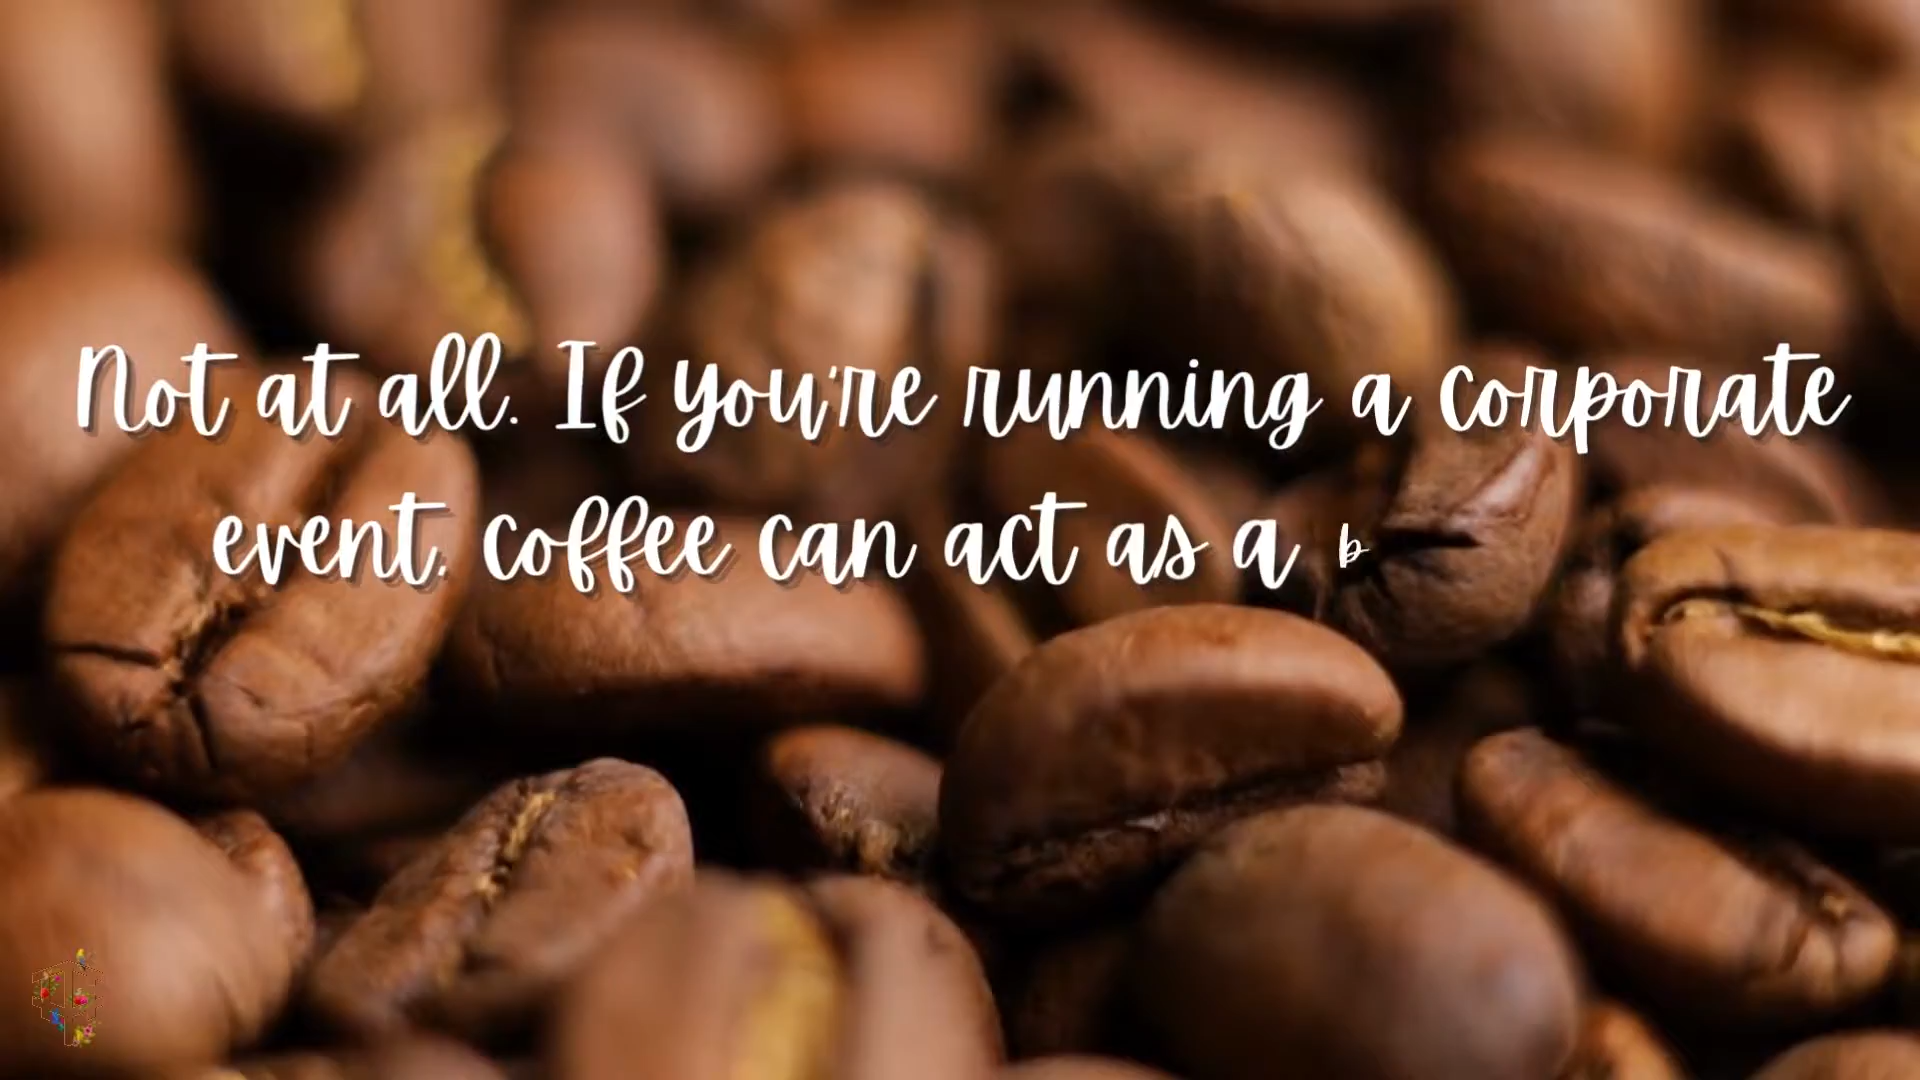 Not at all. If you're running a corporate
event, coffee can act as a b